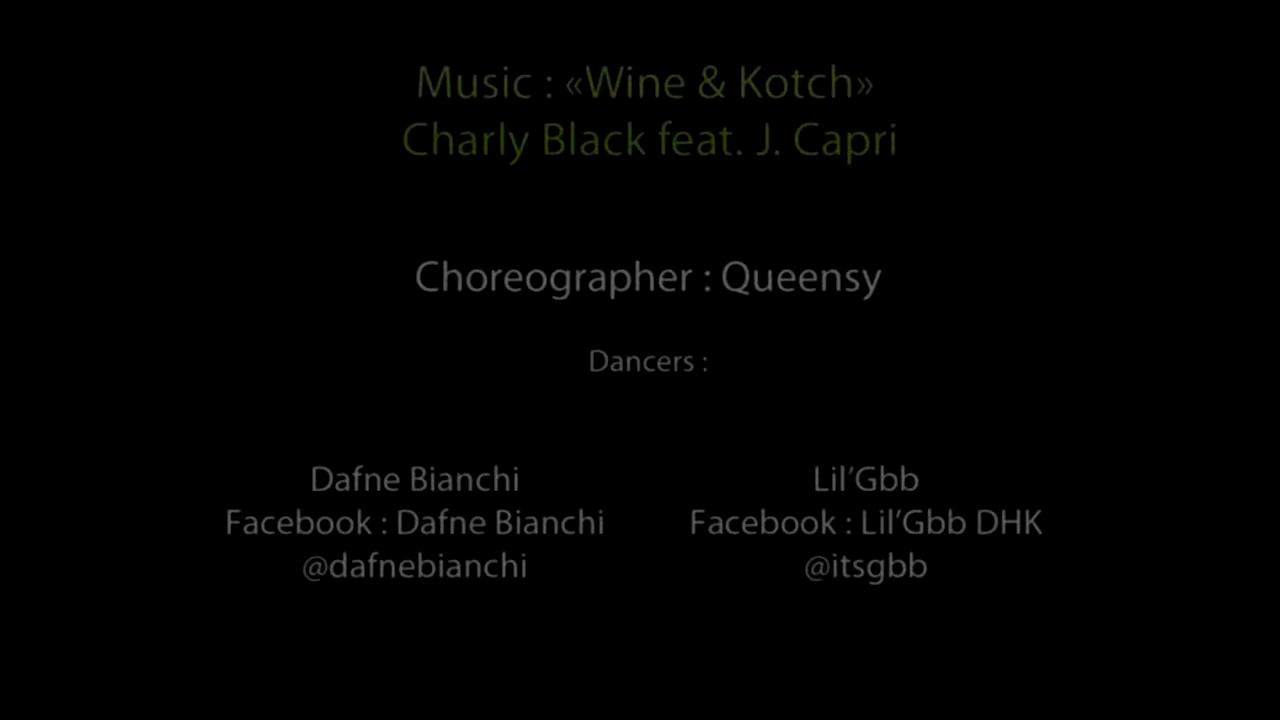 Music : «Wine & Kotch»
Charly Black feat. J. Capri
Choreographer : Queensy
Dancers :
Dafne Bianchi
Facebook : Dafne Bianchi
@dafnebianchi
Lil’Gbb
Facebook : Lil’Gbb DHK
@itsgbb